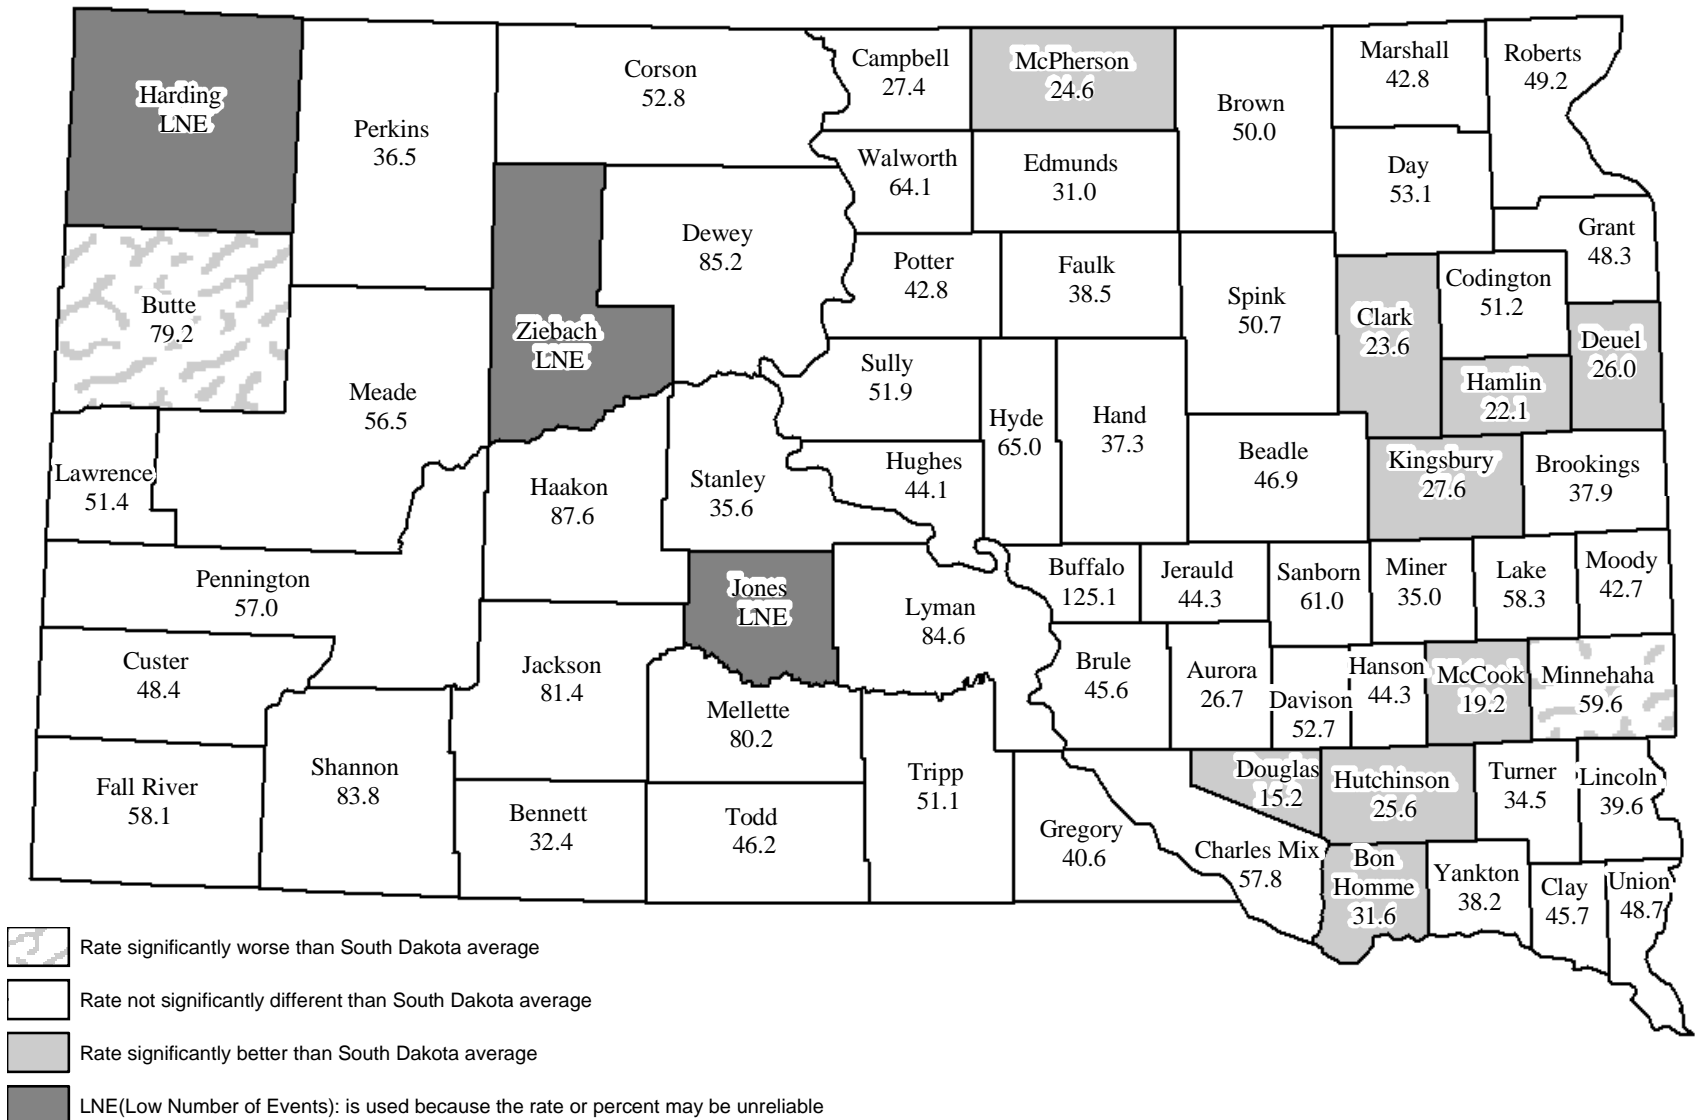 Harding
LNE
Perkins
36.5
Corson
52.8
Campbell
27.4
McPherson
24.6
Brown
50.0
Marshall
42.8
Roberts
49.2
Walworth
64.1
Edmunds
31.0
Day
53.1
Grant
48.3
Butte
79.2
Ziebach
LNE
Dewey
85.2
Potter
42.8
Faulk
38.5
Spink
50.7
Clark
23.6
Codington
51.2
Deuel
26.0
Hamlin
22.1
Meade
56.5
Sully
51.9
Hyde
65.0
Hand
37.3
Beadle
46.9
Kingsbury
27.6
Brookings
37.9
Lawrence
51.4
Haakon
87.6
Stanley
35.6
Hughes
44.1
Pennington
57.0
Jones
LNE
Lyman
84.6
Buffalo
125.1
Jerauld
44.3
Sanborn
61.0
Miner
35.0
Lake
58.3
Moody
42.7
Custer
48.4
Jackson
81.4
Mellette
80.2
Brule
45.6
Aurora
26.7
Davison
52.7
Hanson
44.3
McCook
19.2
Minnehaha
59.6
Fall River
58.1
Shannon
83.8
Bennett
32.4
Todd
46.2
Tripp
51.1
Gregory
40.6
Charles Mix
57.8
Douglas
15.2
Hutchinson
25.6
Turner
34.5
Lincoln
39.6
Bon
Homme
31.6
Yankton
38.2
Clay
45.7
Union
48.7
Rate significantly worse than South Dakota average
Rate not significantly different than South Dakota average
Rate significantly better than South Dakota average
LNE(Low Number of Events): is used because the rate or percent may be unreliable